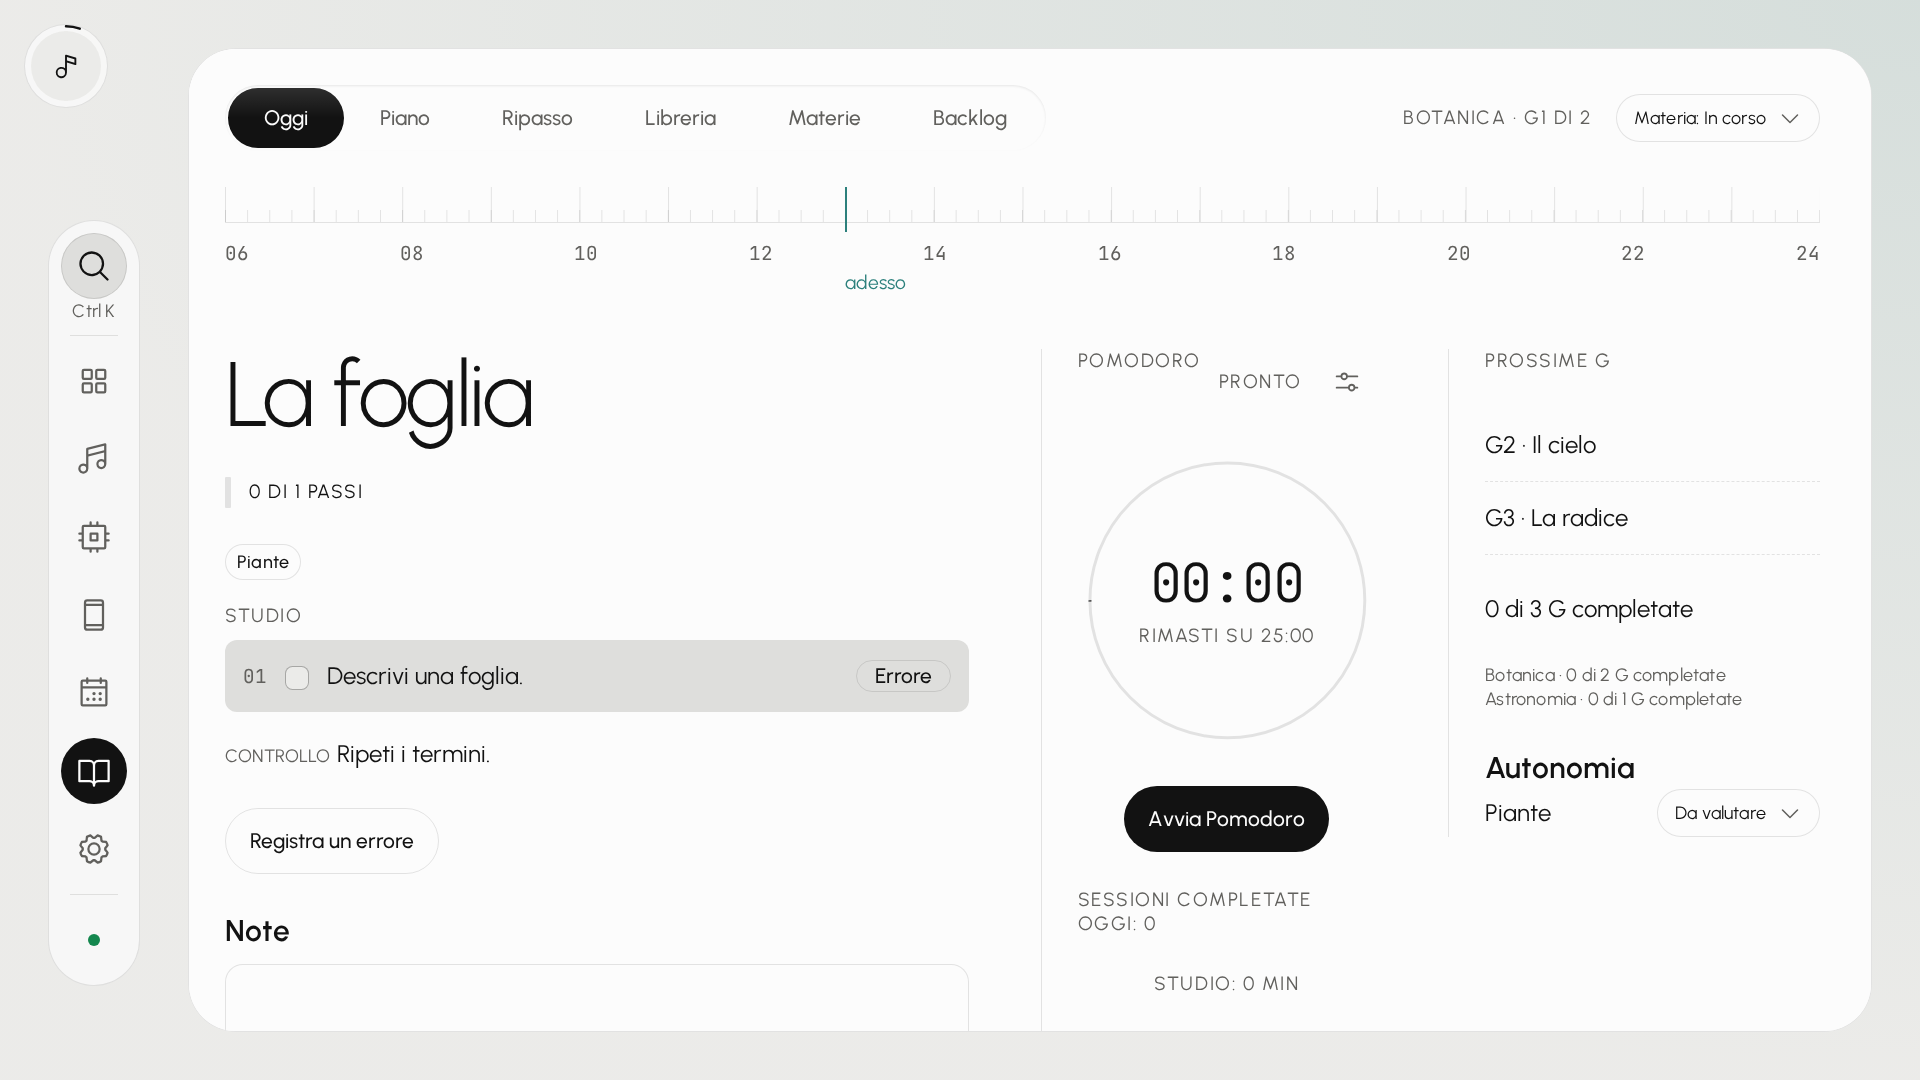 Oggi
Piano
Ripasso
Libreria
Materie
Backlog
BOTANICA · G1 DI 2
Materia: In corso
06 08 10 12 14 16 18 20 22 24
adesso
Ctrl K
La foglia
0 DI 1 PASSI
Piante
STUDIO
01 Descrivi una foglia. Errore
CONTROLLO Ripeti i termini.
Registra un errore
Note
POMODORO
PRONTO
00:00
RIMASTI SU 25:00
Avvia Pomodoro
SESSIONI COMPLETATE
OGGI: 0
STUDIO: 0 MIN
PROSSIME G
G2 · Il cielo
G3 · La radice
0 di 3 G completate
Botanica · 0 di 2 G completate
Astronomia · 0 di 1 G completate
Autonomia
Piante
Da valutare